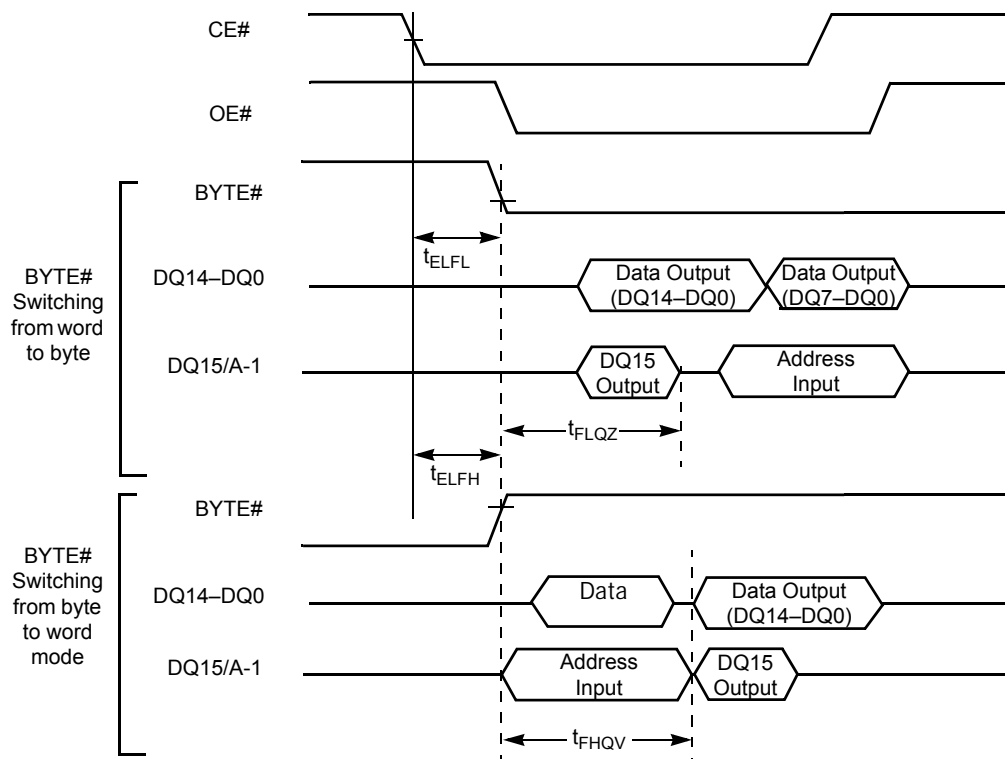 CE#
OE#
BYTE#
tELFL
BYTE#
Switching
from word
to byte
DQ14–DQ0
Data Output
(DQ14–DQ0)
Data Output
(DQ7–DQ0)
DQ15/A-1
DQ15
Output
Address
Input
tFLQZ
tELFH
BYTE#
BYTE#
Switching
from byte
to word
mode
DQ14–DQ0
Data
Data Output
(DQ14–DQ0)
DQ15/A-1
Address
Input
DQ15
Output
tFHQV